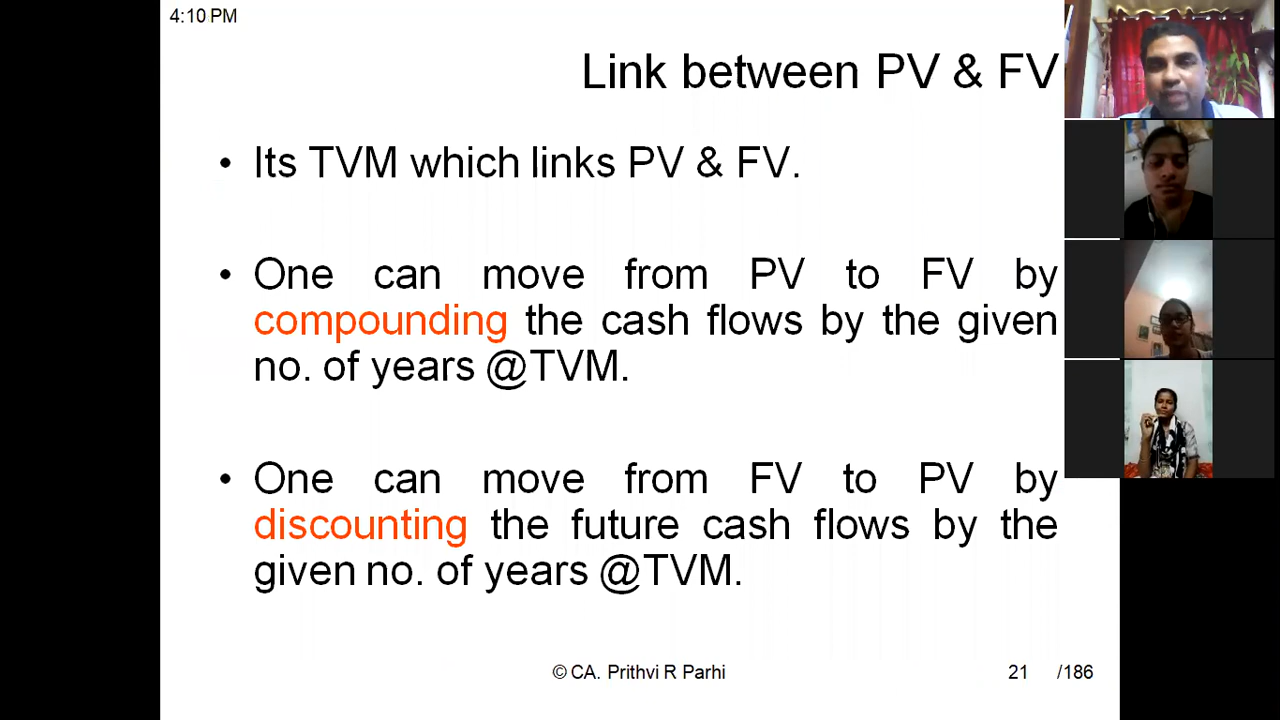 4:10 PM
Link between PV & FV
• Its TVM which links PV & FV.
• One can move from PV to FV by
compounding the cash flows by the given
no. of years @TVM.
• One can move from FV to PV by
discounting the future cash flows by the
given no. of years @TVM.
© CA. Prithvi R Parhi 21 /186